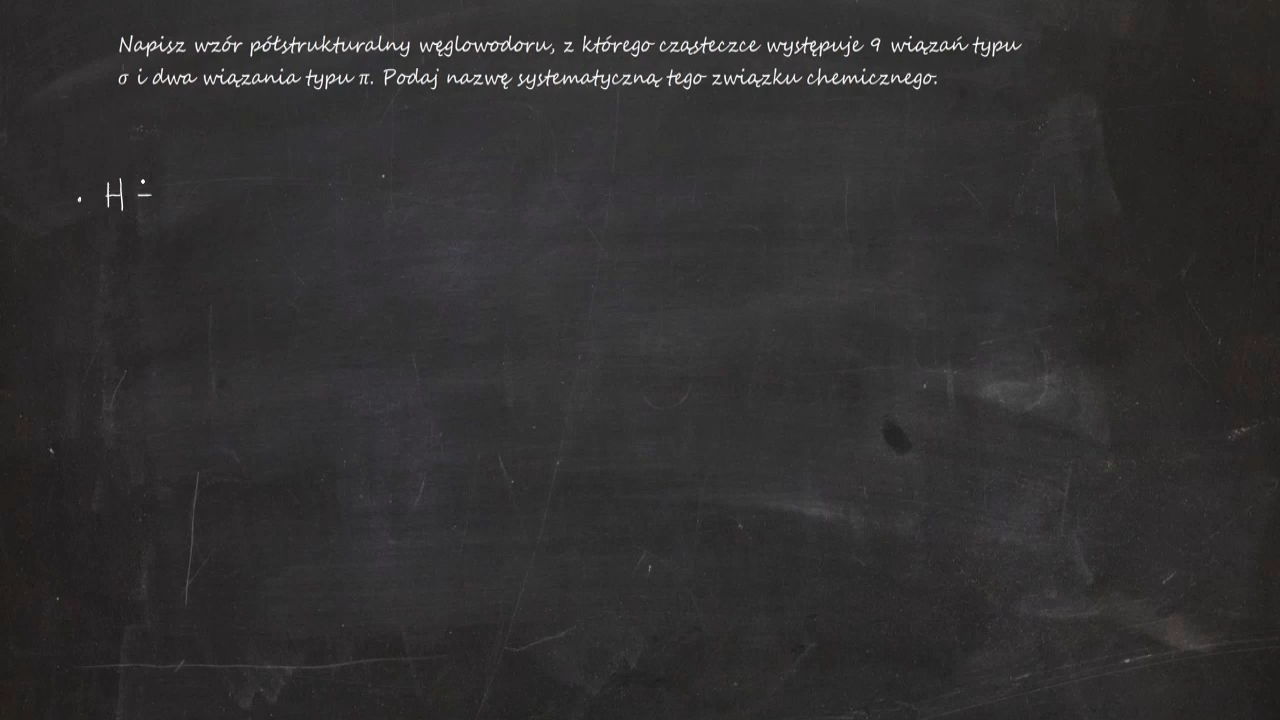 Napisz wzór półstrukturalny węglowodoru, z którego cząsteczce występuje 9 wiązań typu
σ i dwa wiązania typu π. Podaj nazwę systematyczną tego związku chemicznego.
. H ∸